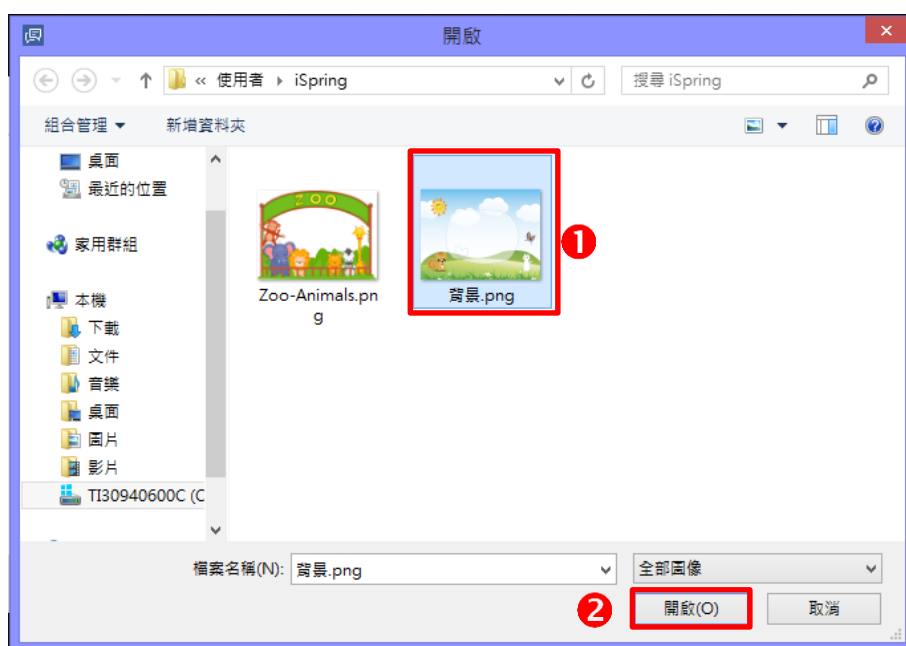 開啟
« 使用者 ▸ iSpring
搜尋 iSpring
組合管理 新增資料夾
桌面
最近的位置
家用群組
本機
下載
文件
音樂
桌面
圖片
影片
TI30940600C (C
ZOO
Zoo-Animals.pn
g
背景.png
1
檔案名稱(N): 背景.png
全部圖像
2
開啟(O)
取消